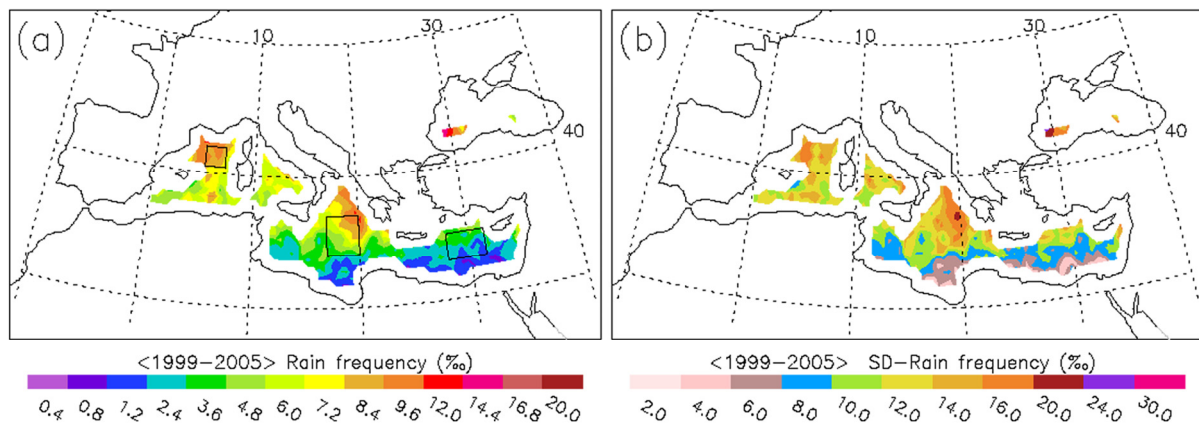 (a)
10
30
40
<1999-2005> Rain frequency (‰)
0.4 0.8 1.2 2.4 3.6 4.8 6.0 7.2 8.4 9.6 12.0 14.4 16.8 20.0
(b)
10
30
40
<1999-2005> SD-Rain frequency (‰)
2.0 4.0 6.0 8.0 10.0 12.0 14.0 16.0 20.0 24.0 30.0